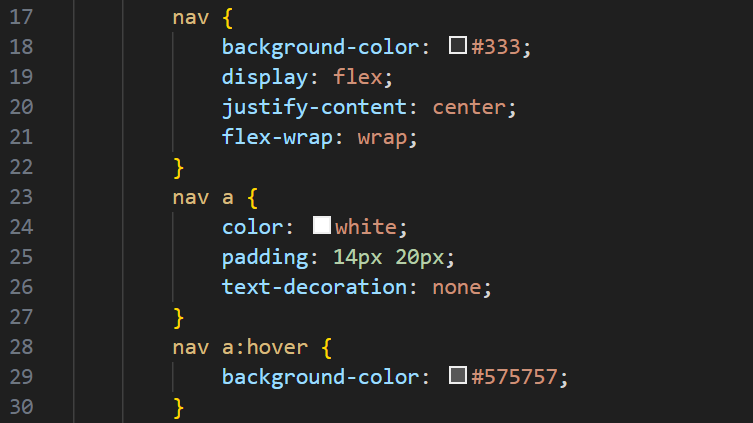 17 nav {
18 background-color: #333;
19 display: flex;
20 justify-content: center;
21 flex-wrap: wrap;
22 }
23 nav a {
24 color: white;
25 padding: 14px 20px;
26 text-decoration: none;
27 }
28 nav a:hover {
29 background-color: #575757;
30 }